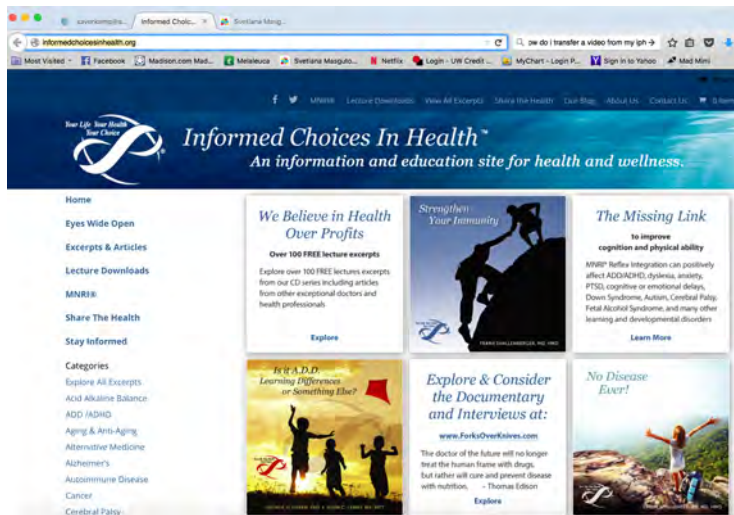 Informed Choic... ×
Svetlana Masg...
informedchoicesinhealth.org
ow do i transfer a video from my iph →
Most Visited Facebook Madison.com Mad... Melaleuca Svetlana Masguto... Netflix Login - UW Credit ... MyChart - Login P... Sign in to Yahoo Mad Mimi
MNRI® Lecture Downloads View All Excerpts Share the Health Live Blog About Us Contact Us
Your Life Your Health
Your Choice
Informed Choices In Health™
An information and education site for health and wellness.
Home
Eyes Wide Open
Excerpts & Articles
Lecture Downloads
MNRI®
Share The Health
Stay Informed
Categories
Explore All Excerpts
Acid Alkaline Balance
ADD /ADHD
Aging & Anti-Aging
Alternative Medicine
Alzheimer's
Autoimmune Disease
Cancer
Cerebral Palsy
We Believe in Health
Over Profits
Over 100 FREE lecture excerpts
Explore over 100 FREE lectures excerpts
from our CD series including articles
from other exceptional doctors and
health professionals
Explore
Strengthen
Your Immunity
FRANK SHALLENBERGER, MD, HMD
The Missing Link
to improve
cognition and physical ability
MNRI® Reflex Integration can positively
affect ADD/ADHD, dyslexia, anxiety,
PTSD, cognitive or emotional delays,
Down Syndrome, Autism, Cerebral Palsy,
Fetal Alcohol Syndrome, and many other
learning and developmental disorders
Learn More
Is it A.D.D.
Learning Differences
or Something Else?
Explore & Consider
the Documentary
and Interviews at:
www.ForksOverKnives.com
The doctor of the future will no longer
treat the human frame with drugs,
but rather will cure and prevent disease
with nutrition. - Thomas Edison
Explore
No Disease
Ever!